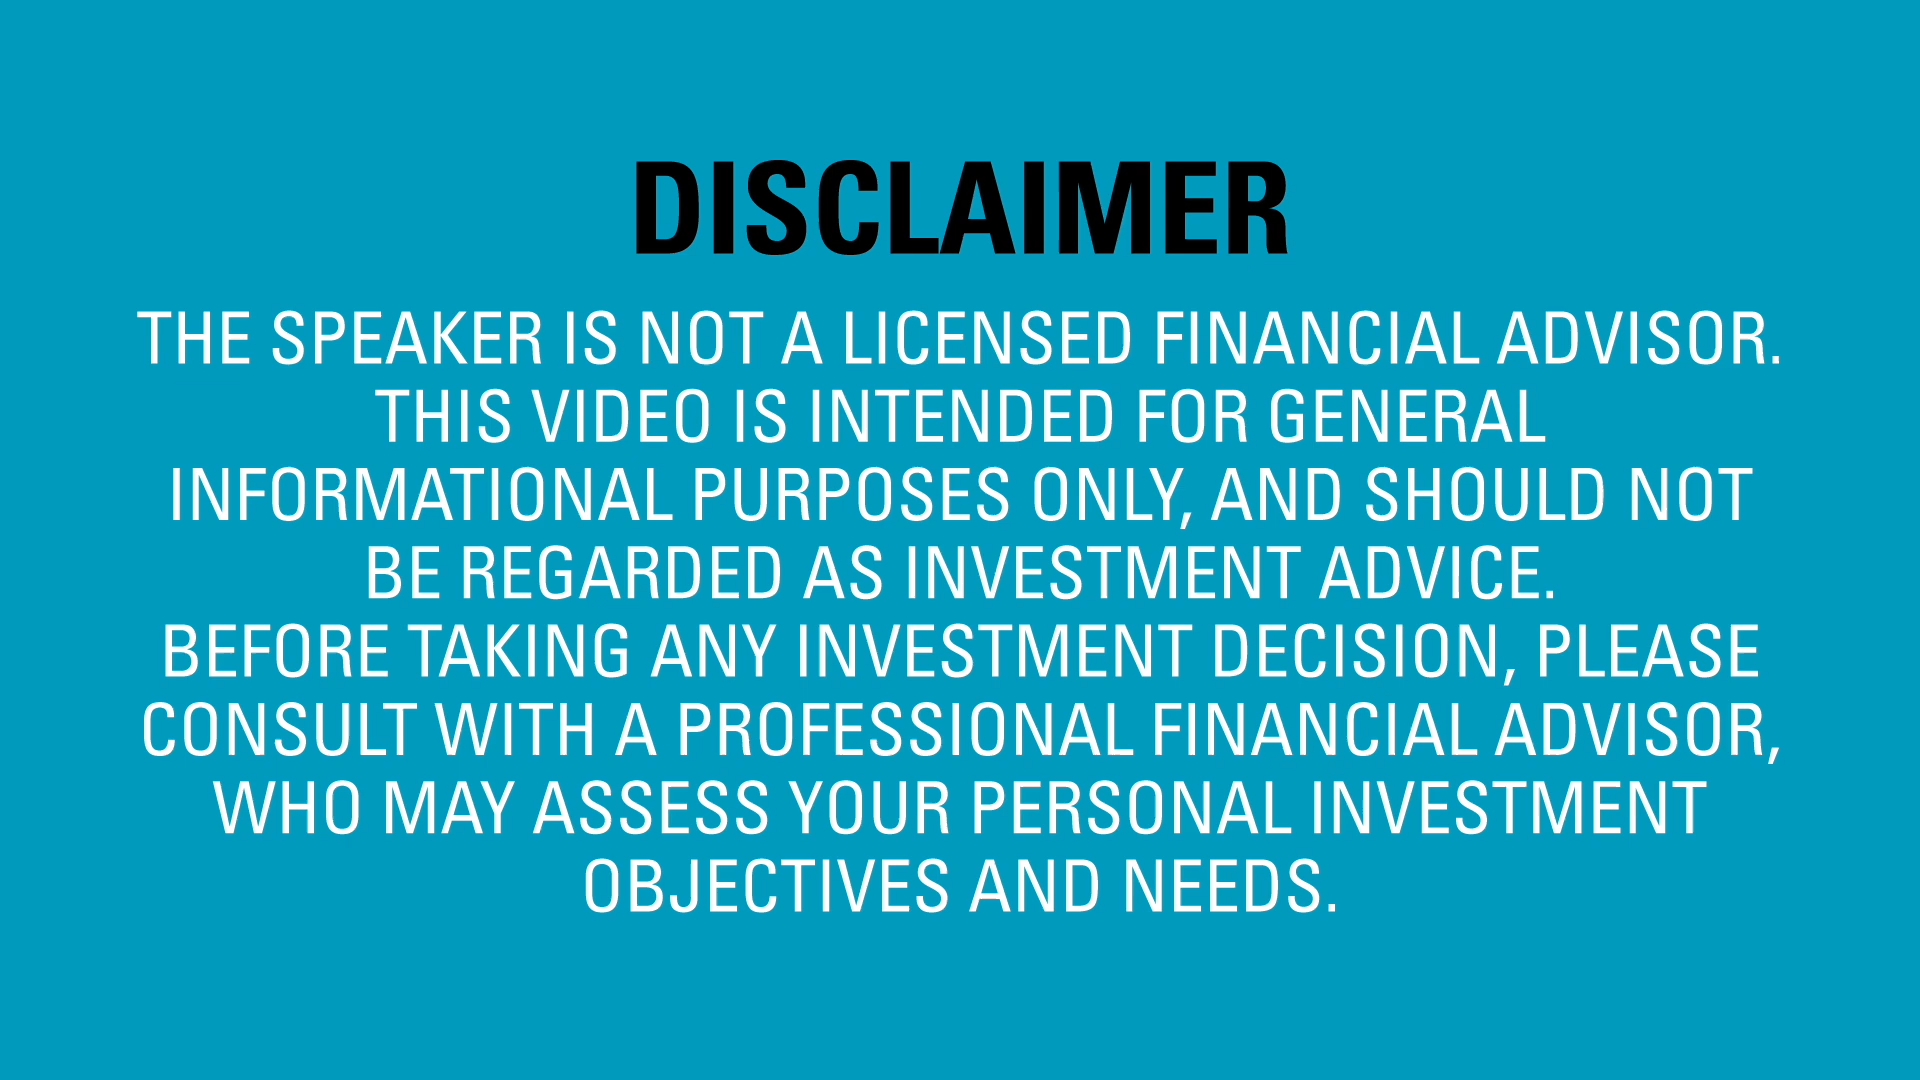 DISCLAIMER
THE SPEAKER IS NOT A LICENSED FINANCIAL ADVISOR.
THIS VIDEO IS INTENDED FOR GENERAL
INFORMATIONAL PURPOSES ONLY, AND SHOULD NOT
BE REGARDED AS INVESTMENT ADVICE.
BEFORE TAKING ANY INVESTMENT DECISION, PLEASE
CONSULT WITH A PROFESSIONAL FINANCIAL ADVISOR,
WHO MAY ASSESS YOUR PERSONAL INVESTMENT
OBJECTIVES AND NEEDS.